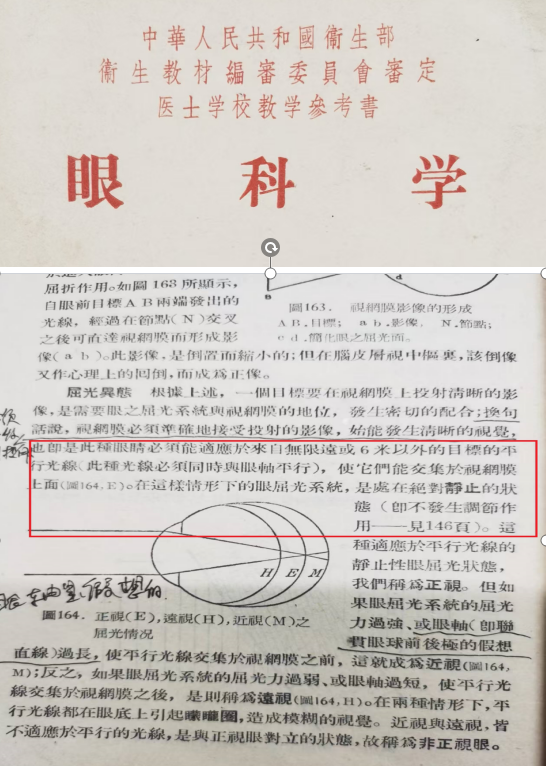 中華人民共和國衞生部
衞生教材編審委員會審定
医士学校教学參考書
眼科学
屈折作用。如圖 163 所顯示，
自眼前目標 A B 兩端發出的
光線，經過在節點(N)交叉
之後可直達視網膜而形成影
B
P
圖163. 視網膜影像的形成
A B.目標； a b.影像， N.節點；
c d.簡化眼之屈光面。
像(a b)。此影像，是倒置而縮小的；但在腦皮層視中樞裏，該倒像
又作心理上的囘倒，而成爲正像。
屈光異態 根據上述，一個目標要在視網膜上投射清晰的影
像，是需要眼之屈光系統與視網膜的地位，發生密切的配合；換句
話說，視網膜必須準確地接受投射的影像，始能發生清晰的視覺，
也卽是此種眼睛必須能適應於來自無限遠或 6 米以外的目標的平
行光線(此種光線必須同時與眼軸平行)，使它們能交集於視網膜
上面(圖164，E)。在這樣情形下的眼屈光系統，是處在絕對靜止的狀
態（卽不發生調節作
用——見146頁）。這
種適應於平行光線的
靜止性眼屈光狀態，
我們稱爲正視。但如
果眼屈光系統的屈光
力過強、或眼軸(卽聯
貫眼球前後極的假想
H E M
圖164. 正視(E)，遠視(H)，近視(M)之
屈光情況
直線)過長，使平行光線交集於視網膜之前，這就成爲近視(圖164，
M)；反之，如果眼屈光系統的屈光力過弱、或眼軸過短，使平行光
線交集於視網膜之後，是則稱爲遠視(圖164，H)。在兩種情形下，平
行光線都在眼底上引起矇矓圈，造成模糊的視覺。近視與遠視，皆
不適應於平行的光線，是與正視眼對立的狀態，故稱爲非正視眼。